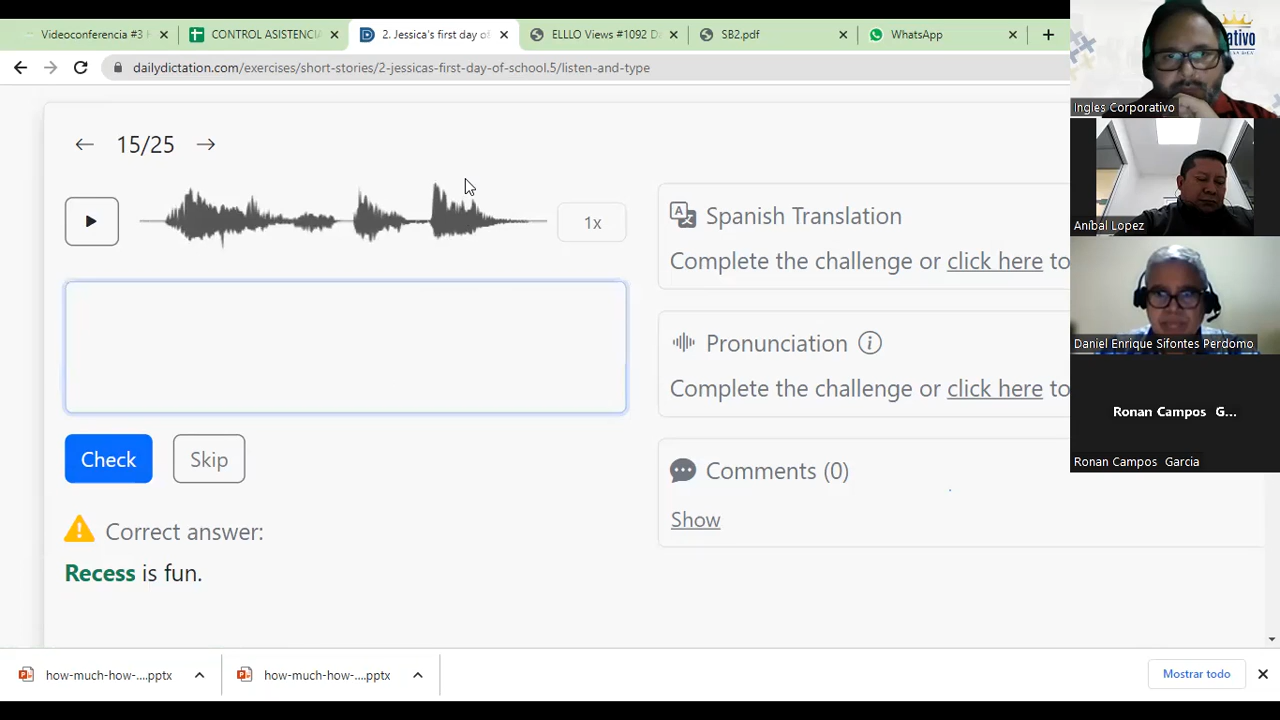 Videoconferencia #3
CONTROL ASISTENCIA
2. Jessica's first day of
ELLLO Views #1092
SB2.pdf
WhatsApp
dailydictation.com/exercises/short-stories/2-jessicas-first-day-of-school.5/listen-and-type
15/25
1x
Check
Skip
Correct answer:
Recess is fun.
Spanish Translation
Complete the challenge or click here to
Pronunciation
Complete the challenge or click here to
Comments (0)
Show
Ingles Corporativo
Aníbal Lopez
Daniel Enrique Sifontes Perdomo
Ronan Campos G...
Ronan Campos Garcia
how-much-how-....pptx
how-much-how-....pptx
Mostrar todo